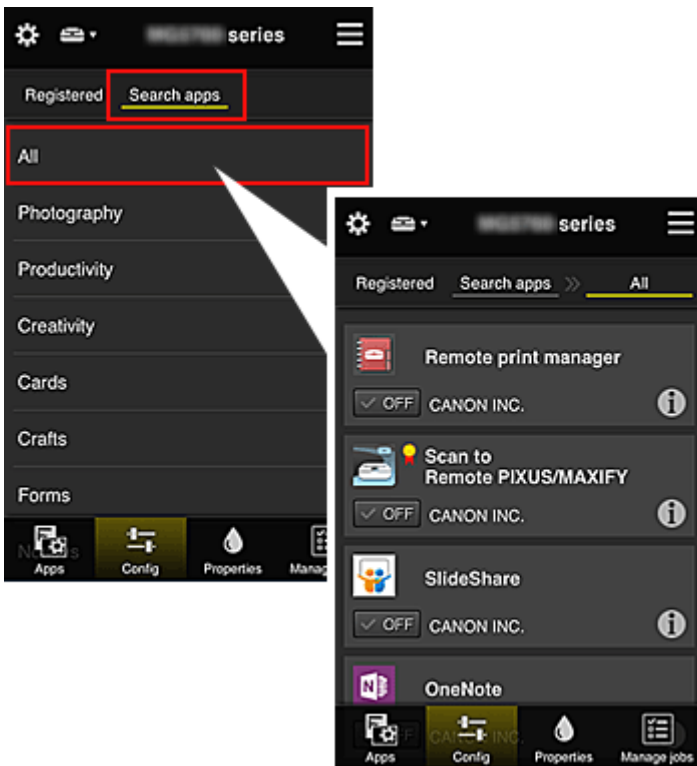 series
Registered Search apps
All
Photography
Productivity
Creativity
Cards
Crafts
Forms
Apps Config Properties
series
Registered Search apps » All
Remote print manager
OFF CANON INC.
Scan to
Remote PIXUS/MAXIFY
OFF CANON INC.
SlideShare
OFF CANON INC.
OneNote
Apps Config Properties Manage jobs